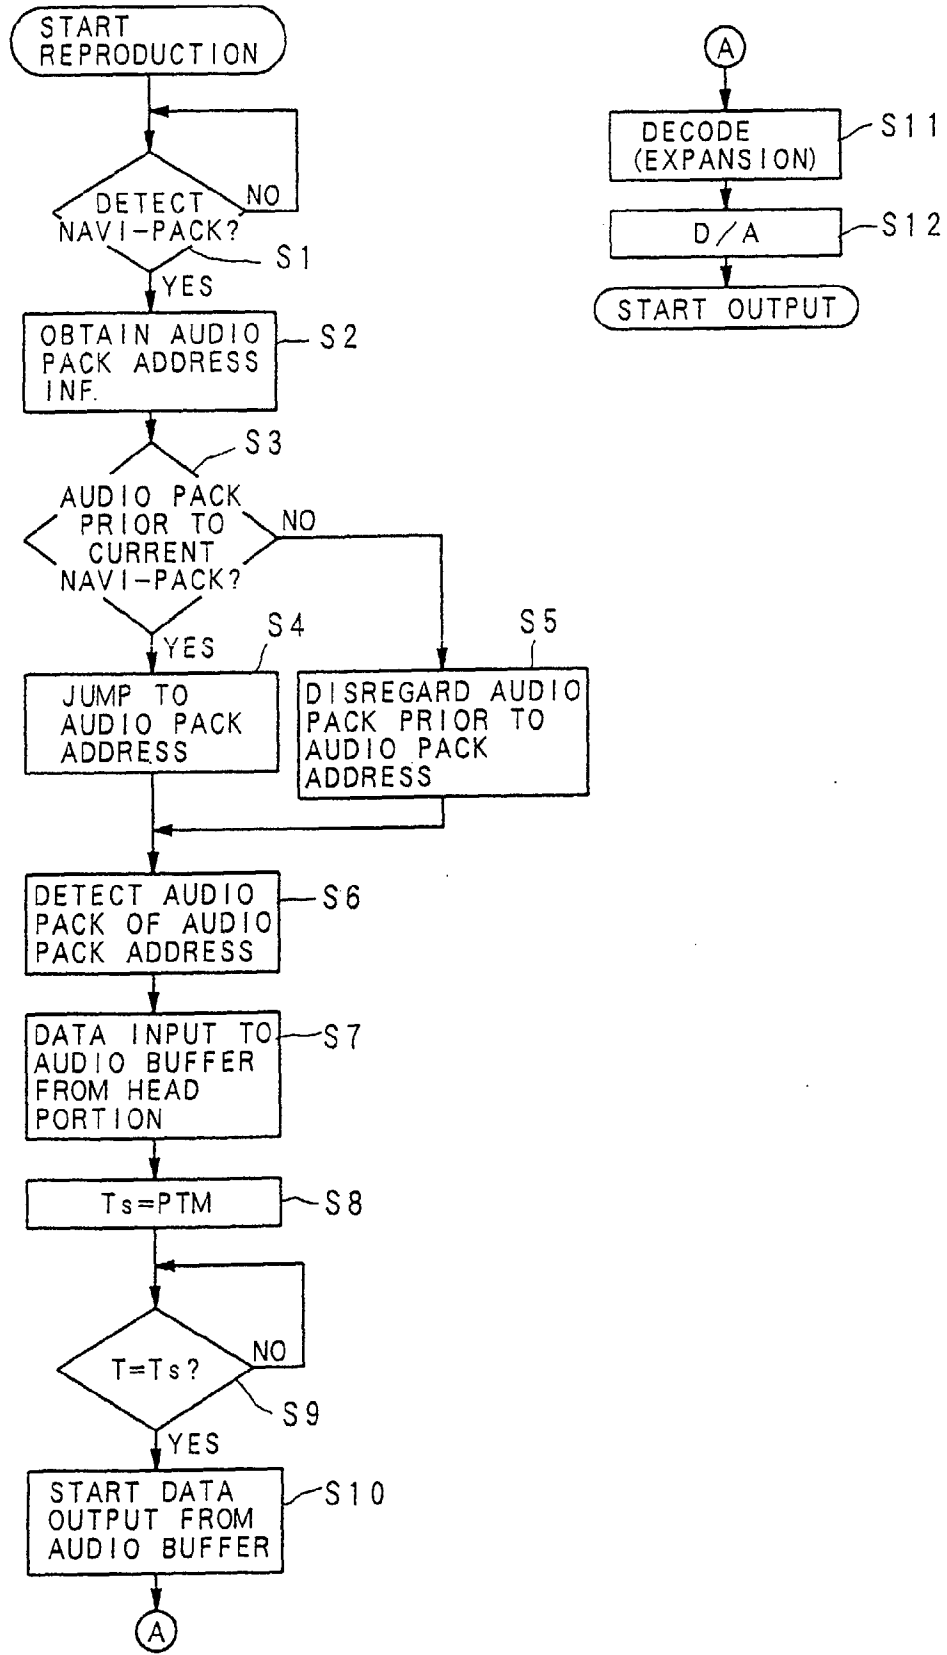 START
REPRODUCTION
DETECT
NAVI-PACK?
NO
S1
YES
OBTAIN AUDIO
PACK ADDRESS
INF.
S2
S3
AUDIO PACK
PRIOR TO
CURRENT
NAVI-PACK?
NO
YES
S4
JUMP TO
AUDIO PACK
ADDRESS
S5
DISREGARD AUDIO
PACK PRIOR TO
AUDIO PACK
ADDRESS
DETECT AUDIO
PACK OF AUDIO
PACK ADDRESS
S6
DATA INPUT TO
AUDIO BUFFER
FROM HEAD
PORTION
S7
Ts=PTM
S8
T=Ts?
NO
S9
YES
START DATA
OUTPUT FROM
AUDIO BUFFER
S10
A
A
DECODE
(EXPANSION)
S11
D/A
S12
START OUTPUT